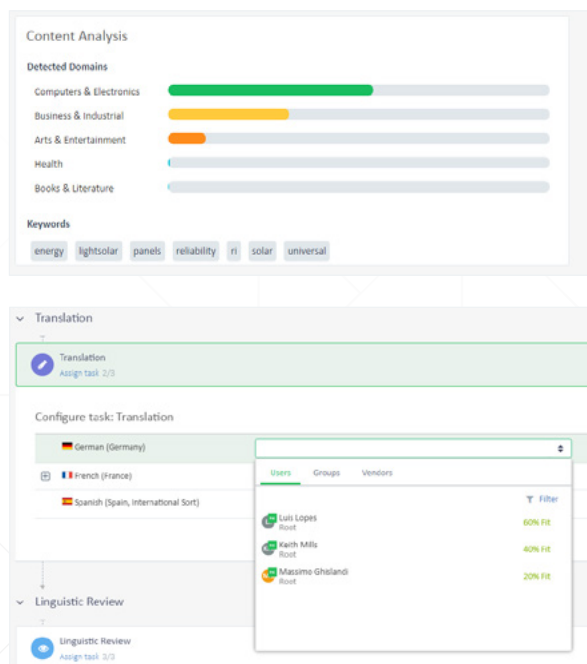 Content Analysis
Detected Domains
Computers & Electronics
Business & Industrial
Arts & Entertainment
Health
Books & Literature
Keywords
energy lightsolar panels reliability ri solar universal
Translation
Translation
Assign task 2/3
Configure task: Translation
German (Germany)
French (France)
Spanish (Spain, International Sort)
Users Groups Vendors
Filter
Luis Lopes
Root
60% Fit
Keith Mills
Root
40% Fit
Massimo Ghislandi
Root
20% Fit
Linguistic Review
Linguistic Review
Assign task 3/3